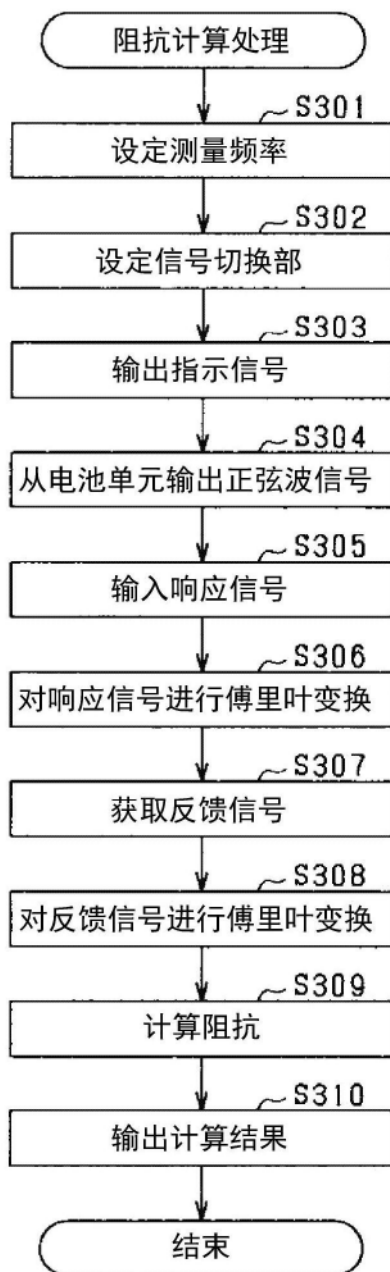 阻抗计算处理
S301
设定测量频率
S302
设定信号切换部
S303
输出指示信号
S304
从电池单元输出正弦波信号
S305
输入响应信号
S306
对响应信号进行傅里叶变换
S307
获取反馈信号
S308
对反馈信号进行傅里叶变换
S309
计算阻抗
S310
输出计算结果
结束